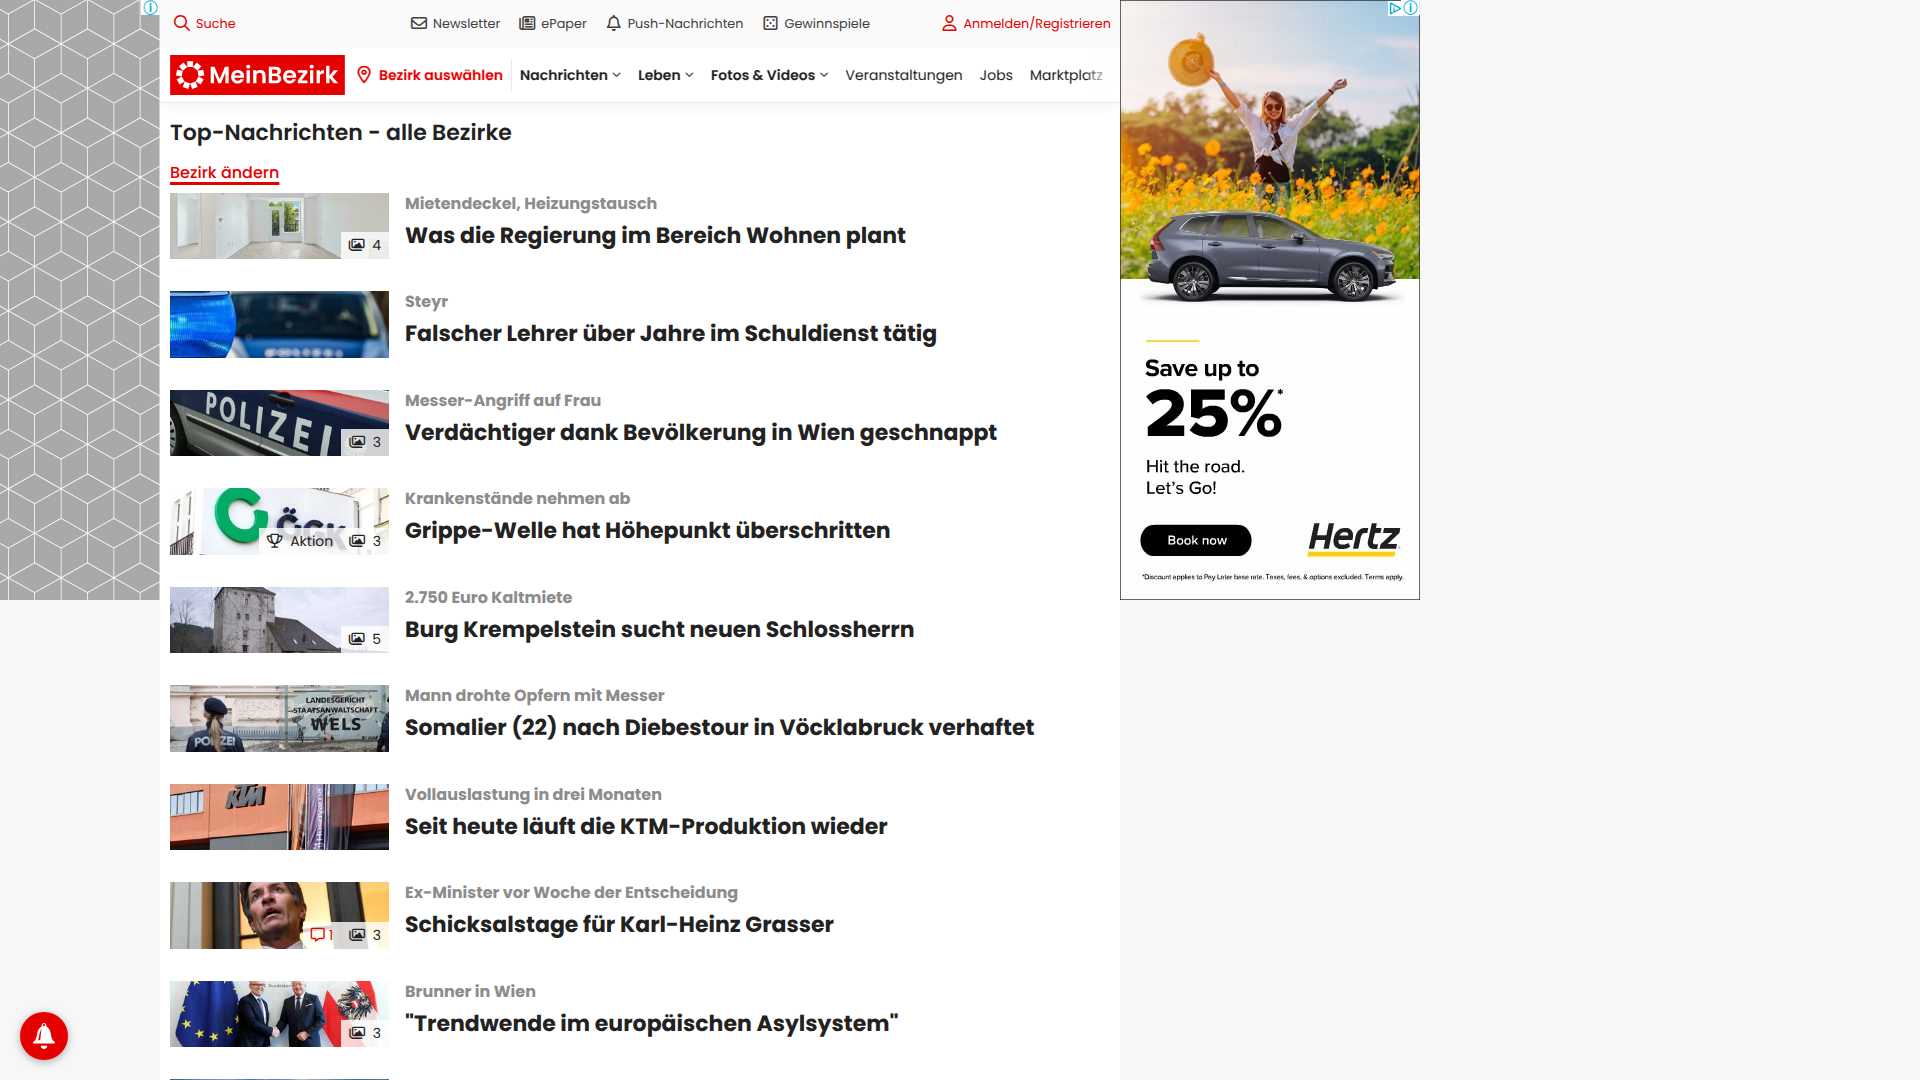 Suche
Newsletter
ePaper
Push-Nachrichten
Gewinnspiele
Anmelden/Registrieren
MeinBezirk
Bezirk auswählen
Nachrichten
Leben
Fotos & Videos
Veranstaltungen
Jobs
Marktplatz
Top-Nachrichten - alle Bezirke
Bezirk ändern
4
Mietendeckel, Heizungstausch
Was die Regierung im Bereich Wohnen plant
Steyr
Falscher Lehrer über Jahre im Schuldienst tätig
POLIZEI
3
Messer-Angriff auf Frau
Verdächtiger dank Bevölkerung in Wien geschnappt
Aktion
3
Krankenstände nehmen ab
Grippe-Welle hat Höhepunkt überschritten
5
2.750 Euro Kaltmiete
Burg Krempelstein sucht neuen Schlossherrn
LANDESGERICHT
STAATSANWALTSCHAFT
WELS
POLIZEI
Mann drohte Opfern mit Messer
Somalier (22) nach Diebestour in Vöcklabruck verhaftet
KTM
Vollauslastung in drei Monaten
Seit heute läuft die KTM-Produktion wieder
1
3
Ex-Minister vor Woche der Entscheidung
Schicksalstage für Karl-Heinz Grasser
3
Brunner in Wien
"Trendwende im europäischen Asylsystem"
Save up to
25%*
Hit the road.
Let's Go!
Book now
Hertz
*Discount applies to Pay Later base rate. Taxes, fees, & options excluded. Terms apply.